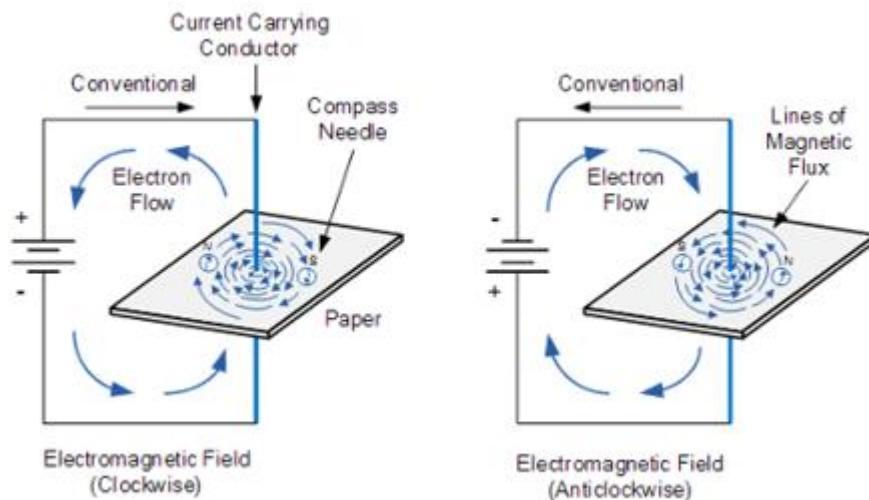 Current Carrying
Conductor
Conventional
Compass
Needle
Electron
Flow
+
-
N
S
Paper
Electromagnetic Field
(Clockwise)
Conventional
Lines of
Magnetic
Flux
Electron
Flow
-
+
S
N
Electromagnetic Field
(Anticlockwise)